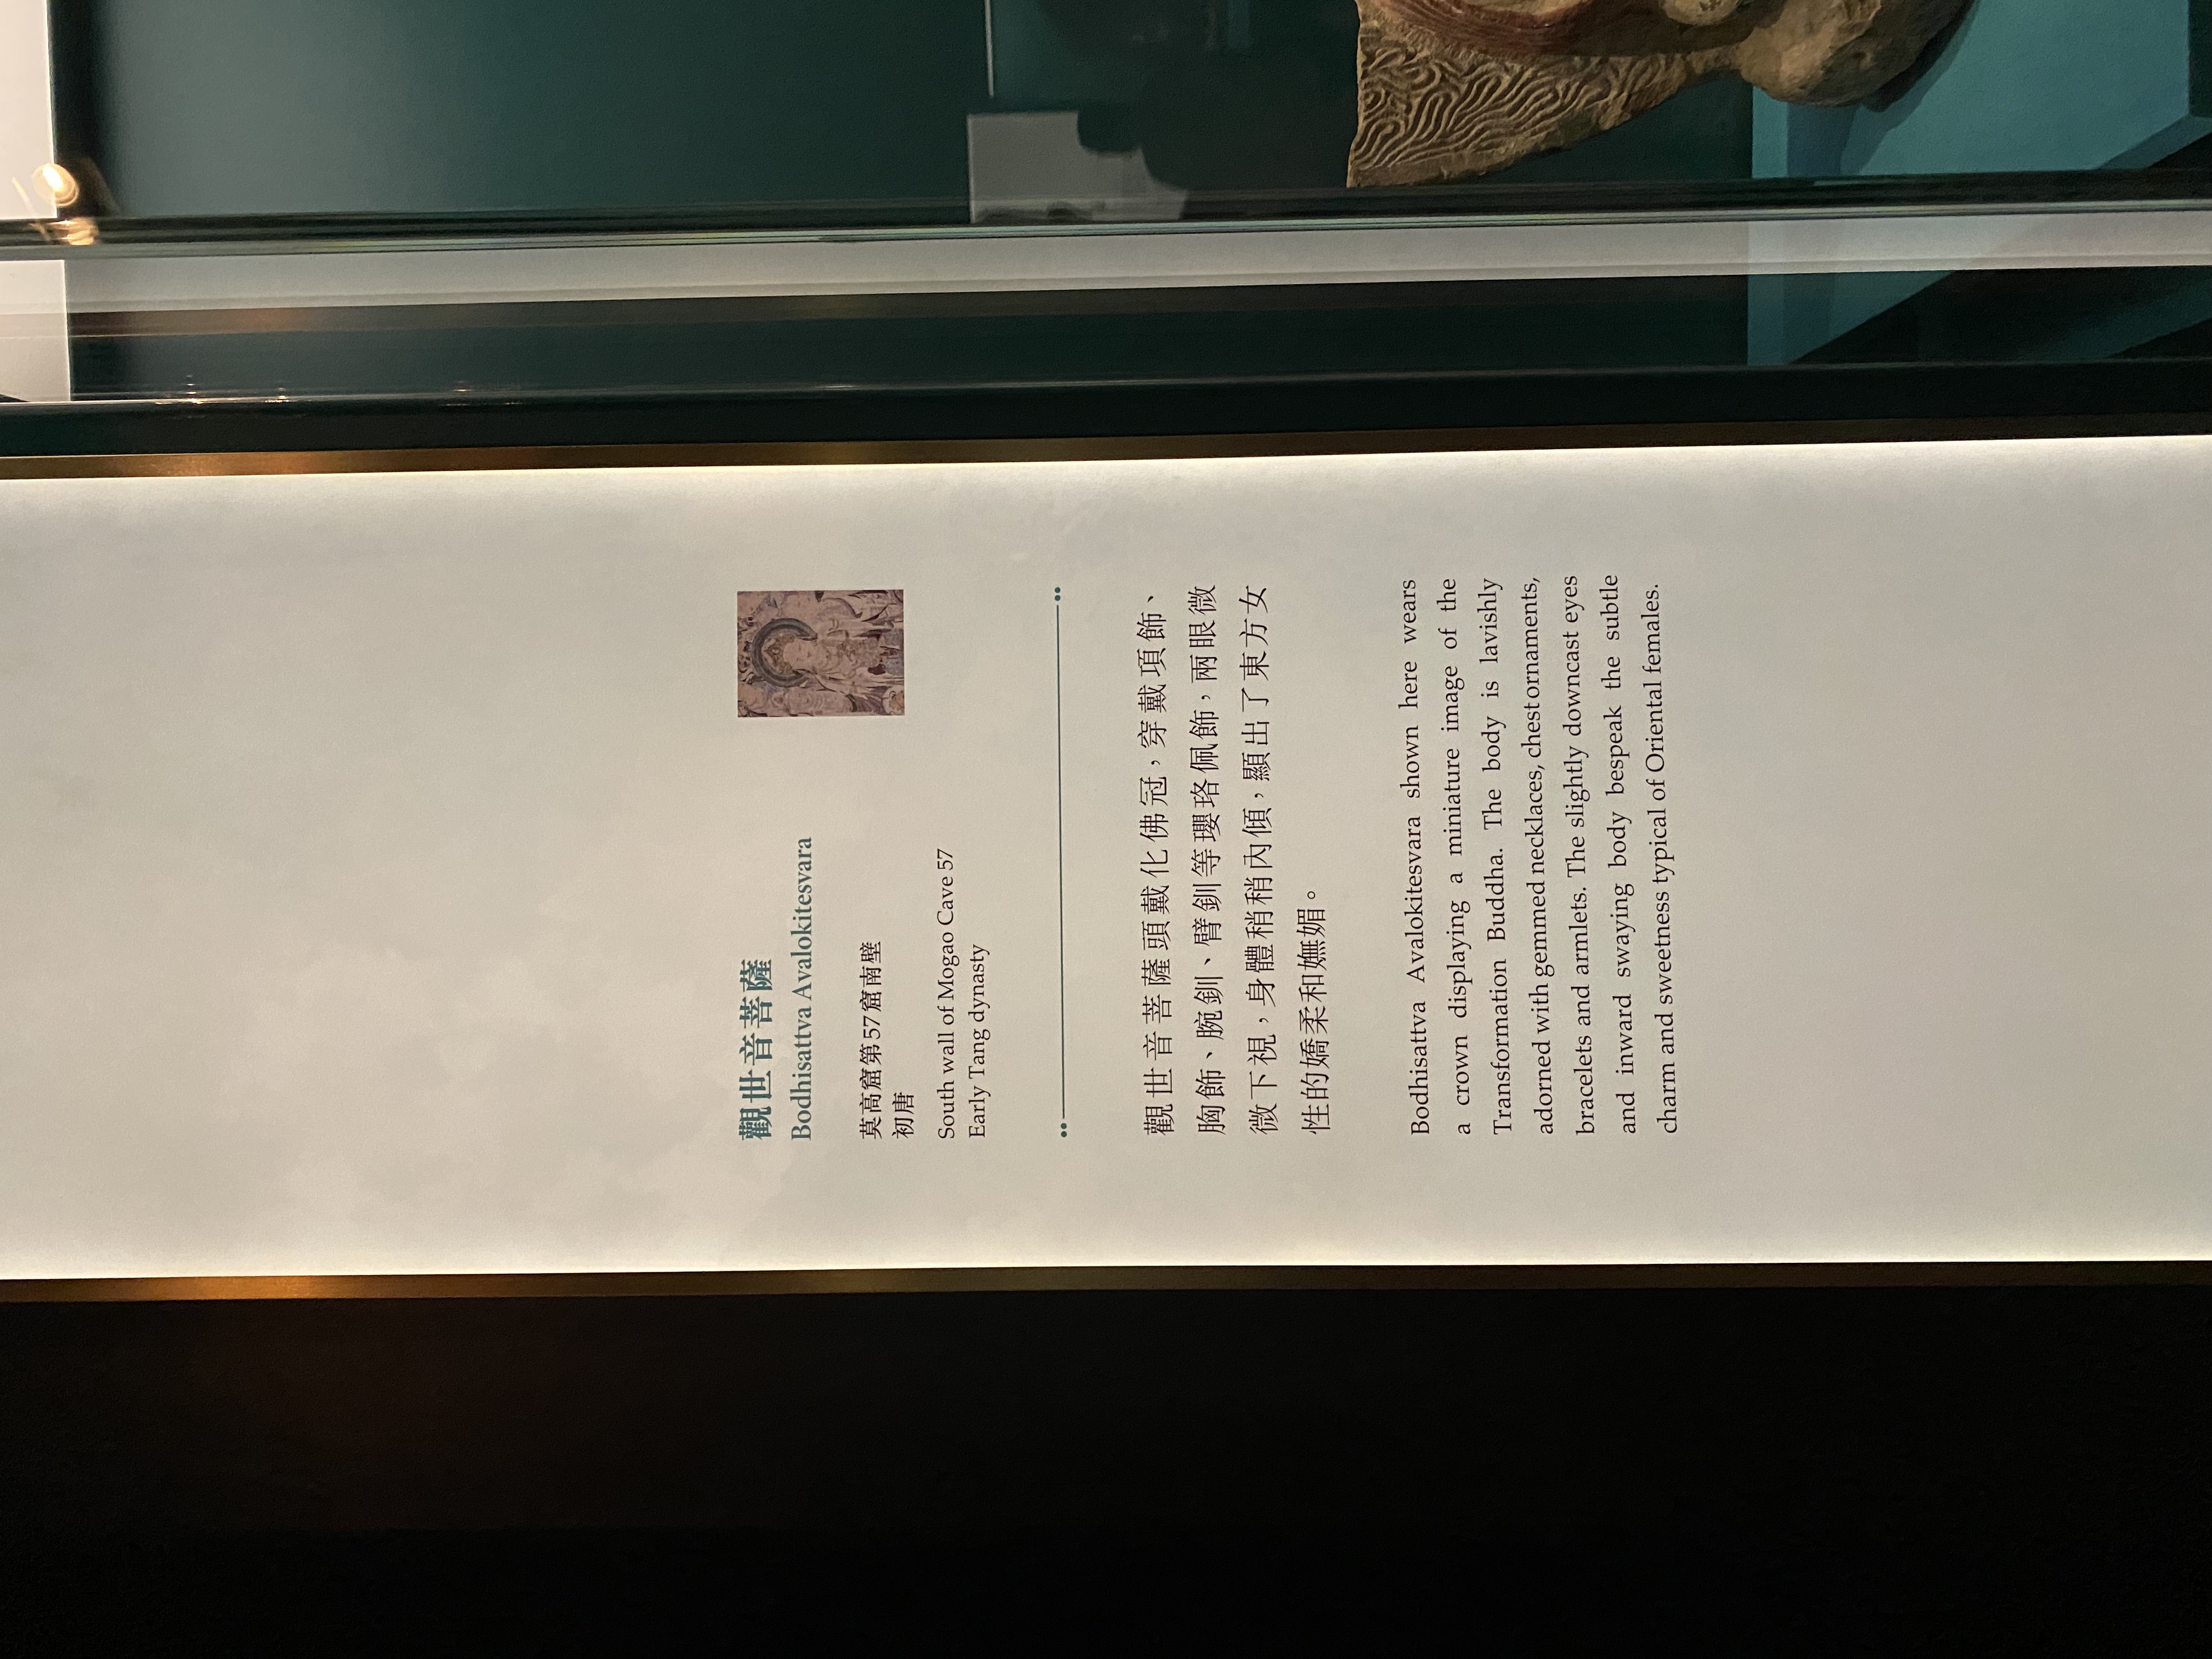 觀世音菩薩
Bodhisattva Avalokitesvara
莫高窟第57窟南壁
初唐
South wall of Mogao Cave 57
Early Tang dynasty
觀世音菩薩頭戴化佛冠，穿戴項飾、
胸飾、腕釧、臂釧等瓔珞佩飾，兩眼微
微下視，身體稍稍內傾，顯出了東方女
性的嬌柔和嫵媚。
Bodhisattva Avalokitesvara shown here wears
a crown displaying a miniature image of the
Transformation Buddha. The body is lavishly
adorned with gemmed necklaces, chest ornaments,
bracelets and armlets. The slightly downcast eyes
and inward swaying body bespeak the subtle
charm and sweetness typical of Oriental females.